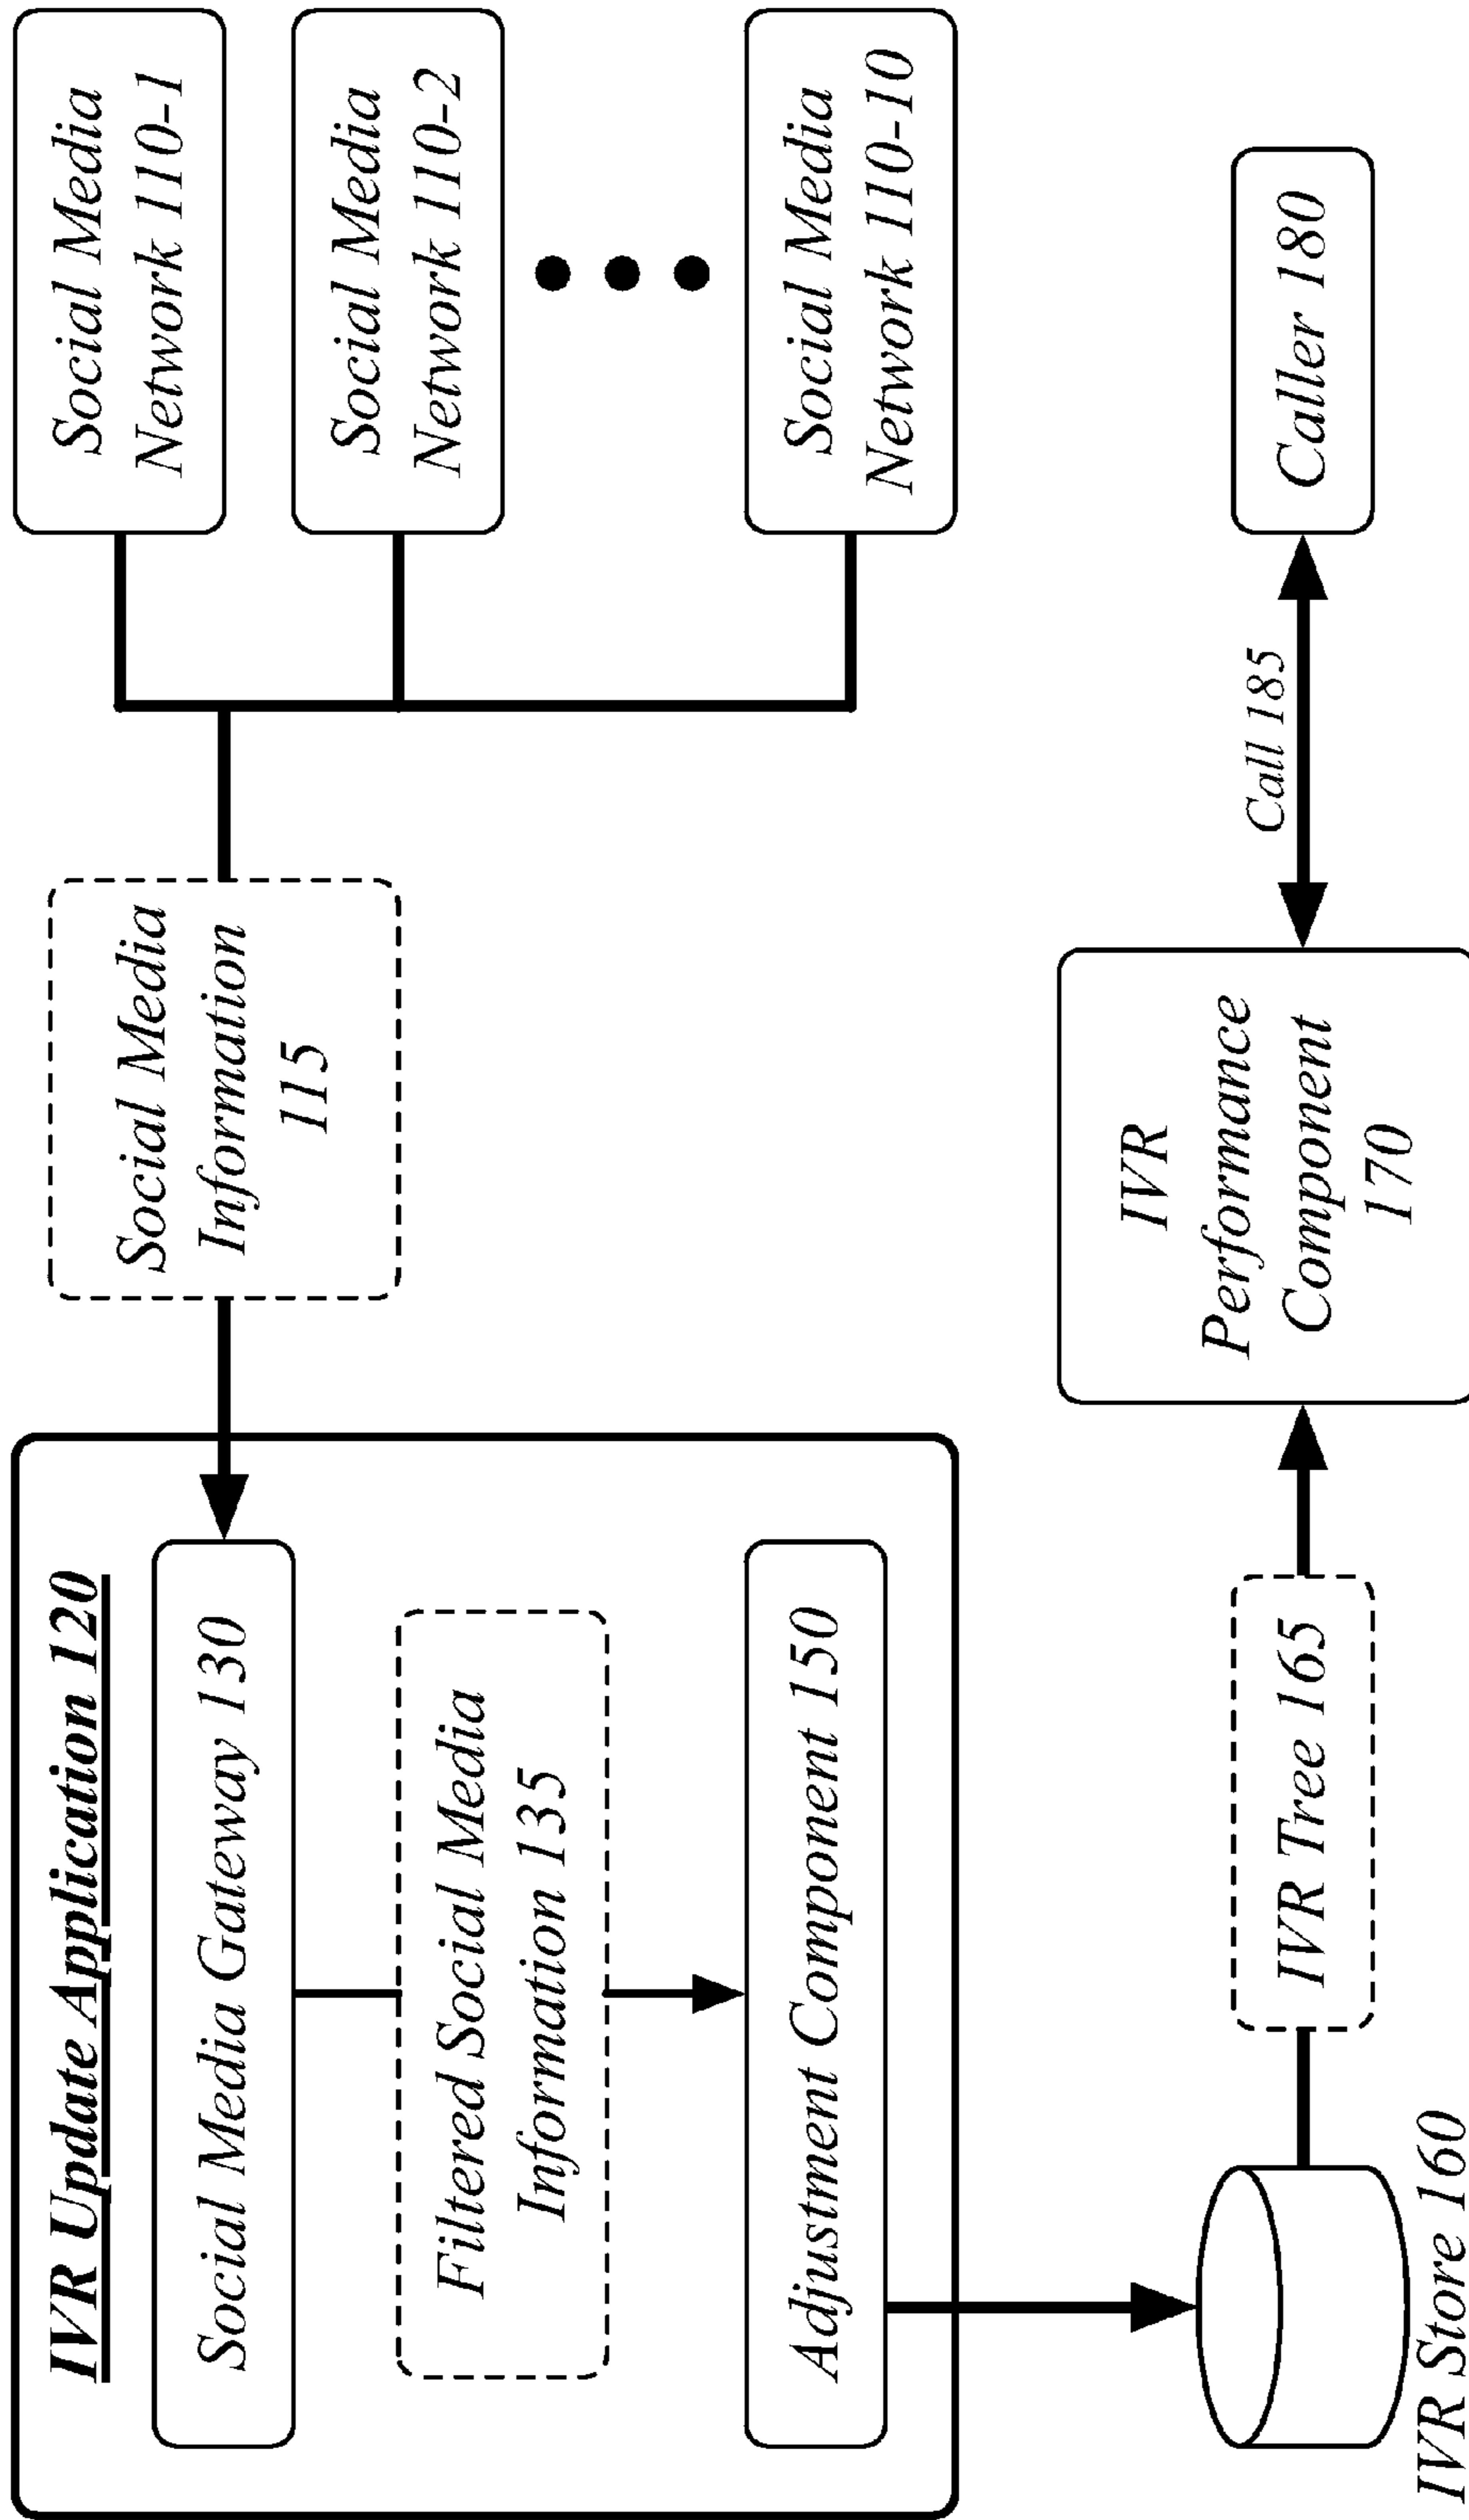 IVR Update Application 120
Social Media Gateway 130
Filtered Social Media
Information 135
Adjustment Component 150
Social Media
Information
115
Social Media
Network 110-1
Social Media
Network 110-2
Social Media
Network 110-10
IVR Store 160
IVR Tree 165
IVR
Performance
Component
170
Call 185
Caller 180